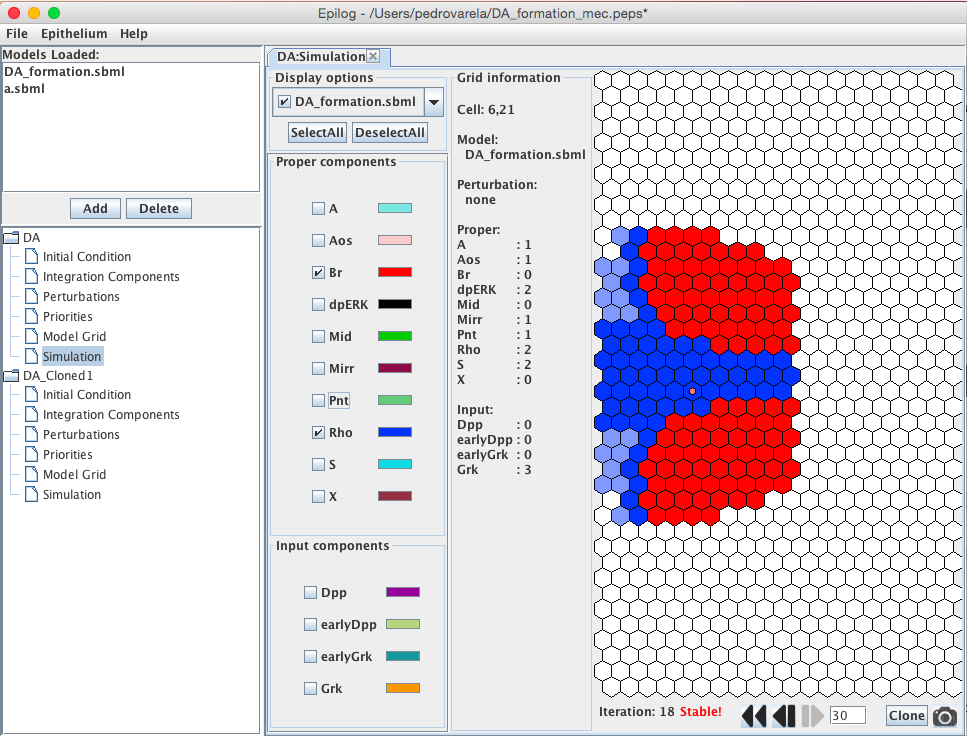 Epilog - /Users/pedrovarela/DA_formation_mec.peps*
File Epithelium Help
Models Loaded:
DA_formation.sbml
a.sbml
Add Delete
DA
Initial Condition
Integration Components
Perturbations
Priorities
Model Grid
Simulation
DA_Cloned1
Initial Condition
Integration Components
Perturbations
Priorities
Model Grid
Simulation
DA:Simulation
Display options
DA_formation.sbml
SelectAll DeselectAll
Proper components
A
Aos
Br
dpERK
Mid
Mirr
Pnt
Rho
S
X
Input components
Dpp
earlyDpp
earlyGrk
Grk
Grid information
Cell: 6,21
Model:
DA_formation.sbml
Perturbation:
none
Proper:
A : 1
Aos : 1
Br : 0
dpERK : 2
Mid : 0
Mirr : 1
Pnt : 1
Rho : 2
S : 2
X : 0
Input:
Dpp : 0
earlyDpp : 0
earlyGrk : 0
Grk : 3
Iteration: 18 Stable!
30
Clone